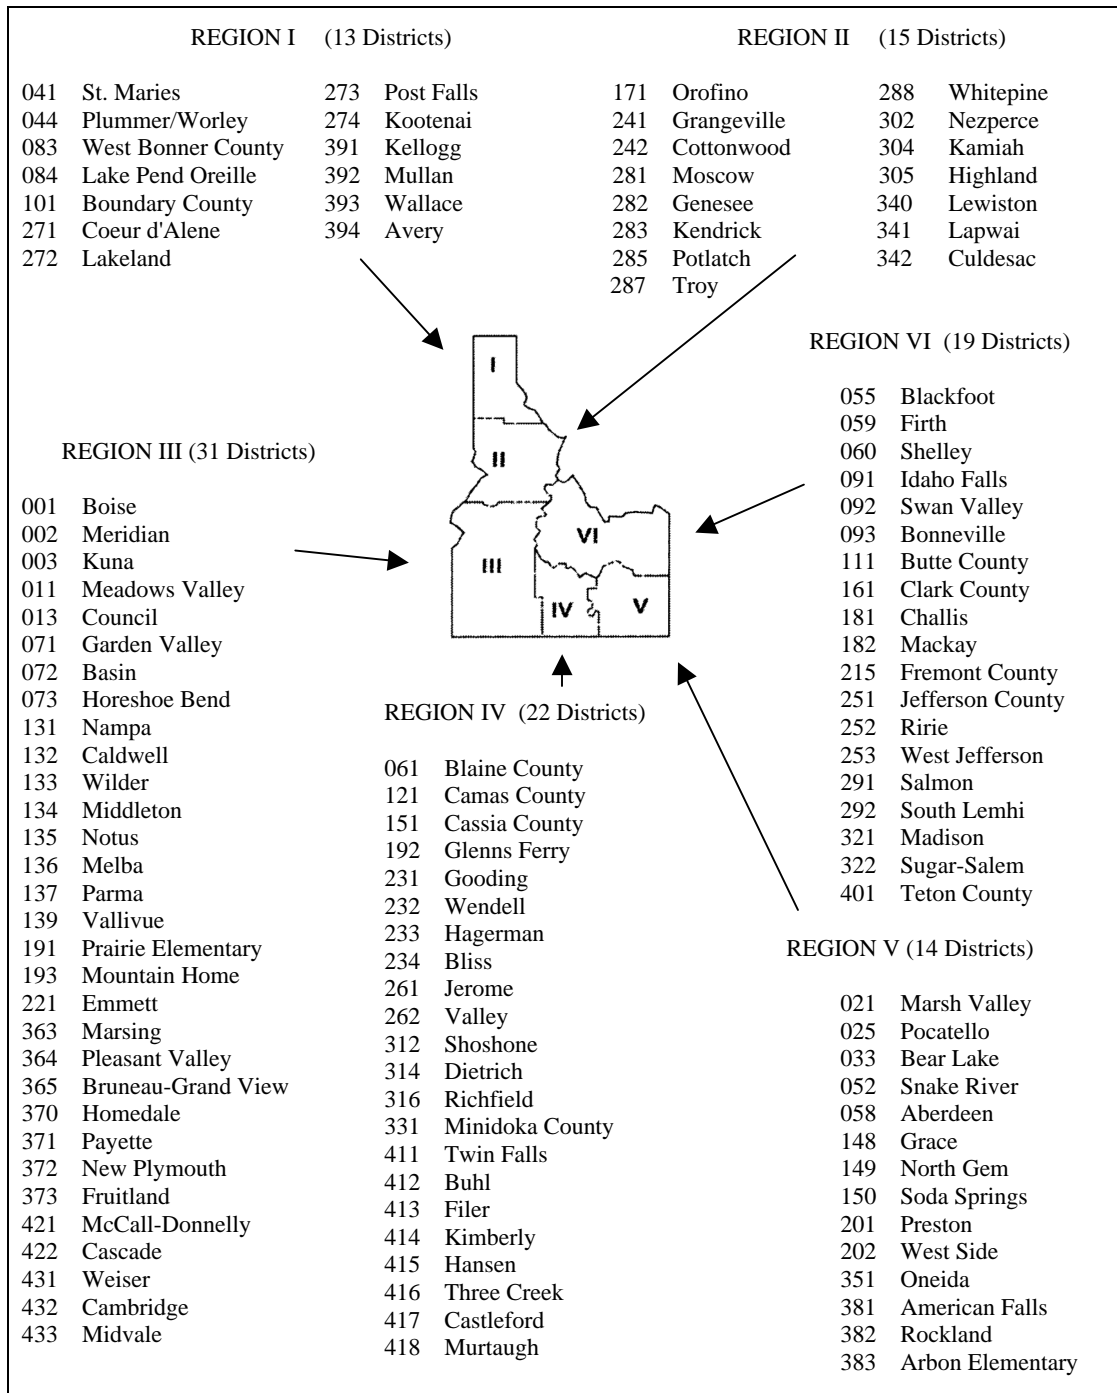 REGION I (13 Districts)
041 St. Maries
044 Plummer/Worley
083 West Bonner County
084 Lake Pend Oreille
101 Boundary County
271 Coeur d'Alene
272 Lakeland
273 Post Falls
274 Kootenai
391 Kellogg
392 Mullan
393 Wallace
394 Avery
REGION II (15 Districts)
171 Orofino
241 Grangeville
242 Cottonwood
281 Moscow
282 Genesee
283 Kendrick
285 Potlatch
287 Troy
288 Whitepine
302 Nezperce
304 Kamiah
305 Highland
340 Lewiston
341 Lapwai
342 Culdesac
I
II
III
IV
V
VI
REGION III (31 Districts)
001 Boise
002 Meridian
003 Kuna
011 Meadows Valley
013 Council
071 Garden Valley
072 Basin
073 Horeshoe Bend
131 Nampa
132 Caldwell
133 Wilder
134 Middleton
135 Notus
136 Melba
137 Parma
139 Vallivue
191 Prairie Elementary
193 Mountain Home
221 Emmett
363 Marsing
364 Pleasant Valley
365 Bruneau-Grand View
370 Homedale
371 Payette
372 New Plymouth
373 Fruitland
421 McCall-Donnelly
422 Cascade
431 Weiser
432 Cambridge
433 Midvale
REGION IV (22 Districts)
061 Blaine County
121 Camas County
151 Cassia County
192 Glenns Ferry
231 Gooding
232 Wendell
233 Hagerman
234 Bliss
261 Jerome
262 Valley
312 Shoshone
314 Dietrich
316 Richfield
331 Minidoka County
411 Twin Falls
412 Buhl
413 Filer
414 Kimberly
415 Hansen
416 Three Creek
417 Castleford
418 Murtaugh
REGION VI (19 Districts)
055 Blackfoot
059 Firth
060 Shelley
091 Idaho Falls
092 Swan Valley
093 Bonneville
111 Butte County
161 Clark County
181 Challis
182 Mackay
215 Fremont County
251 Jefferson County
252 Ririe
253 West Jefferson
291 Salmon
292 South Lemhi
321 Madison
322 Sugar-Salem
401 Teton County
REGION V (14 Districts)
021 Marsh Valley
025 Pocatello
033 Bear Lake
052 Snake River
058 Aberdeen
148 Grace
149 North Gem
150 Soda Springs
201 Preston
202 West Side
351 Oneida
381 American Falls
382 Rockland
383 Arbon Elementary